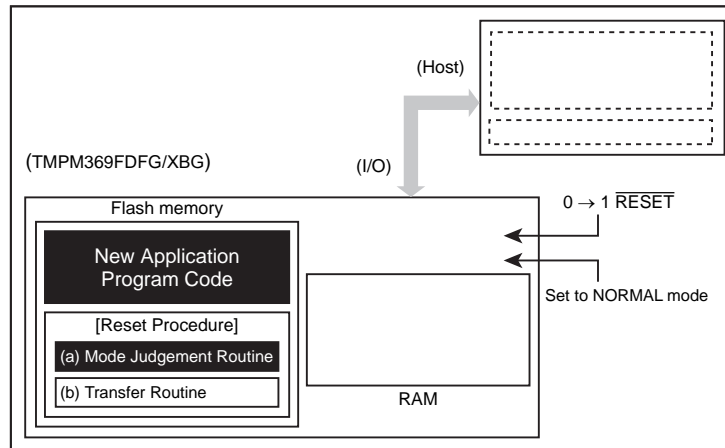 (Host)
(TMPM369FDFG/XBG)
(I/O)
Flash memory
0 → 1 RESET
New Application
Program Code
Set to NORMAL mode
[Reset Procedure]
(a) Mode Judgement Routine
(b) Transfer Routine
RAM